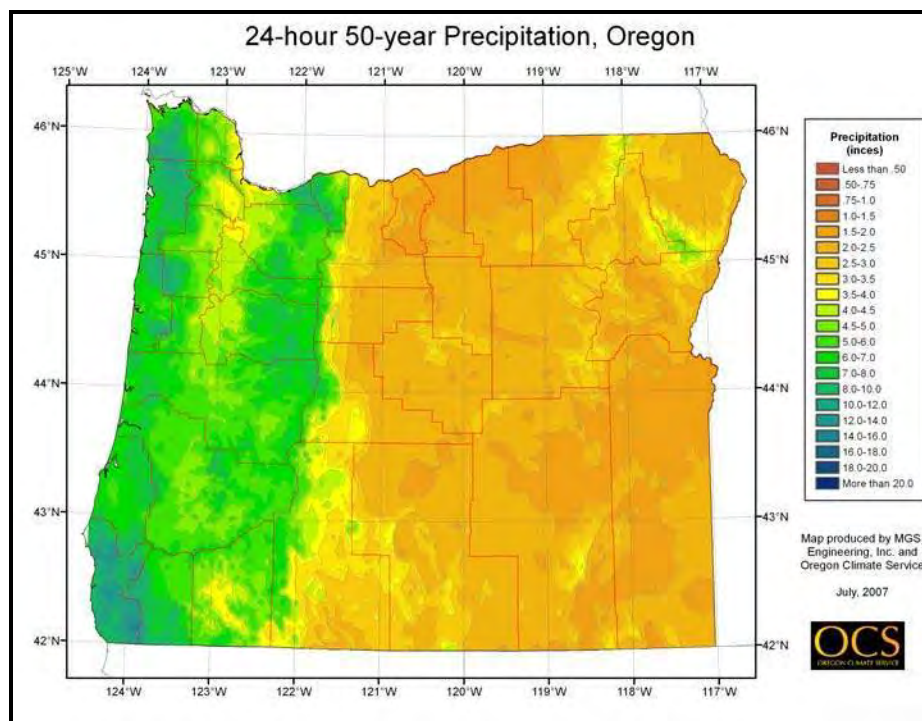 24-hour 50-year Precipitation, Oregon
125°W 124°W 123°W 122°W 121°W 120°W 119°W 118°W 117°W
46°N 46°N
45°N 45°N
44°N 44°N
43°N 43°N
42°N 42°N
124°W 123°W 122°W 121°W 120°W 119°W 118°W 117°W
Precipitation
(inces)
Less than .50
.50-.75
.75-1.0
1.0-1.5
1.5-2.0
2.0-2.5
2.5-3.0
3.0-3.5
3.5-4.0
4.0-4.5
4.5-5.0
5.0-6.0
6.0-7.0
7.0-8.0
8.0-10.0
10.0-12.0
12.0-14.0
14.0-16.0
16.0-18.0
18.0-20.0
More than 20.0
Map produced by MGS
Engineering, Inc. and
Oregon Climate Service
July, 2007
OCS
OREGON CLIMATE SERVICE